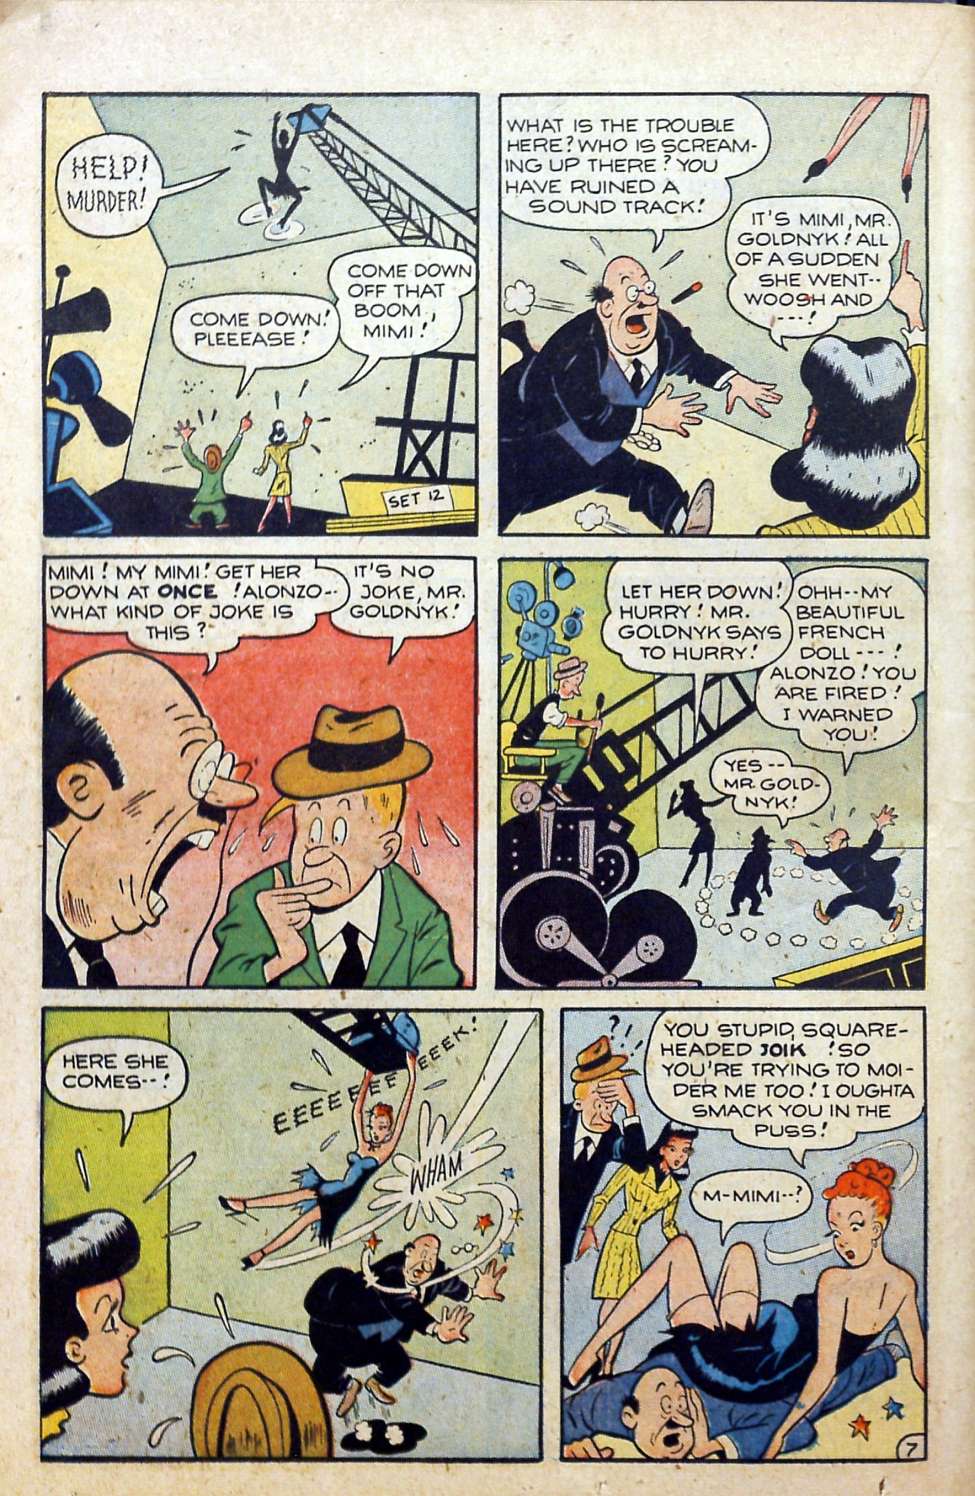 HELP!
MURDER!
COME DOWN!
PLEEEASE!
COME DOWN
OFF THAT
BOOM,
MIMI!
SET 12
WHAT IS THE TROUBLE
HERE? WHO IS SCREAM-
ING UP THERE? YOU
HAVE RUINED A
SOUND TRACK!
IT'S MIMI, MR.
GOLDNYK! ALL
OF A SUDDEN
SHE WENT--
WOOSH AND
---!
MIMI! MY MIMI! GET HER
DOWN AT ONCE! ALONZO--
WHAT KIND OF JOKE IS
THIS?
IT'S NO
JOKE, MR.
GOLDNYK!
LET HER DOWN!
HURRY! MR.
GOLDNYK SAYS
TO HURRY!
OHH--MY
BEAUTIFUL
FRENCH
DOLL---!
ALONZO! YOU
ARE FIRED!
I WARNED
YOU!
YES--
MR. GOLD-
NYK!
HERE SHE
COMES--!
EEEEEEEEEEEEK!
WHAM
?!
YOU STUPID, SQUARE-
HEADED JOIK! SO
YOU'RE TRYING TO MOI-
DER ME TOO! I OUGHTA
SMACK YOU IN THE
PUSS!
M-MIMI--?
7